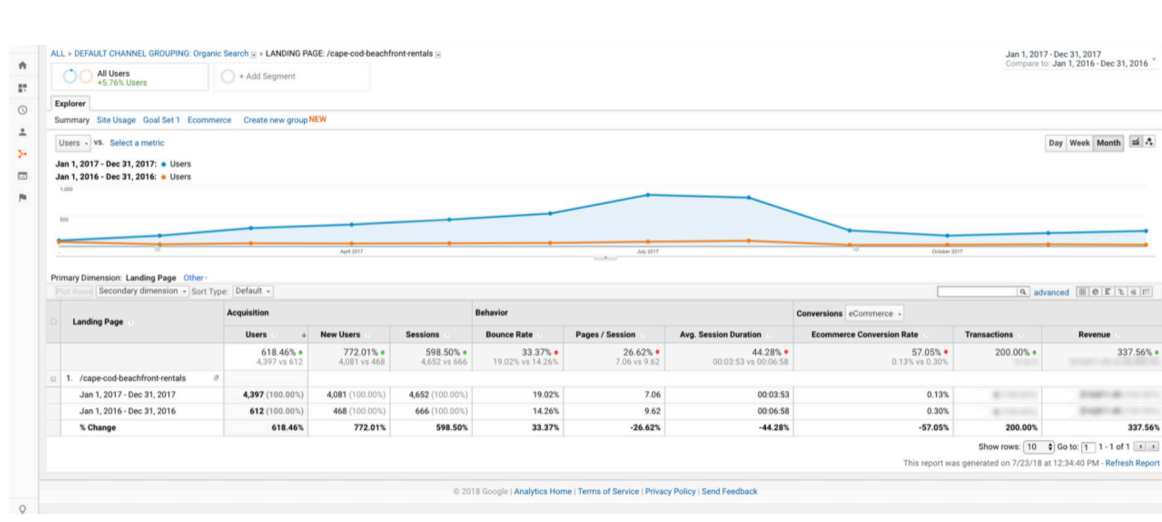 ALL » DEFAULT CHANNEL GROUPING: Organic Search » LANDING PAGE: /cape-cod-beachfront-rentals
Jan 1, 2017 - Dec 31, 2017
Compare to: Jan 1, 2016 - Dec 31, 2016
All Users
+5.76% Users
+ Add Segment
Explorer
Summary Site Usage Goal Set 1 Ecommerce Create new group NEW
Users vs. Select a metric
Day Week Month
Jan 1, 2017 - Dec 31, 2017: Users
Jan 1, 2016 - Dec 31, 2016: Users
1,000
500
April 2017 July 2017 October 2017
Primary Dimension: Landing Page Other
Plot Rows Secondary dimension Sort Type: Default advanced
Landing Page Acquisition Behavior Conversions eCommerce
Users New Users Sessions Bounce Rate Pages / Session Avg. Session Duration Ecommerce Conversion Rate Transactions Revenue
618.46% 772.01% 598.50% 33.37% 26.62% 44.28% 57.05% 200.00% 337.56%
4,397 vs 612 4,081 vs 468 4,652 vs 666 19.02% vs 14.26% 7.06 vs 9.62 00:03:53 vs 00:06:58 0.13% vs 0.30%
1. /cape-cod-beachfront-rentals
Jan 1, 2017 - Dec 31, 2017 4,397 (100.00%) 4,081 (100.00%) 4,652 (100.00%) 19.02% 7.06 00:03:53 0.13%
Jan 1, 2016 - Dec 31, 2016 612 (100.00%) 468 (100.00%) 666 (100.00%) 14.26% 9.62 00:06:58 0.30%
% Change 618.46% 772.01% 598.50% 33.37% -26.62% -44.28% -57.05% 200.00% 337.56%
Show rows: 10 Go to: 1 1 - 1 of 1
This report was generated on 7/23/18 at 12:34:40 PM - Refresh Report
© 2018 Google | Analytics Home | Terms of Service | Privacy Policy | Send Feedback